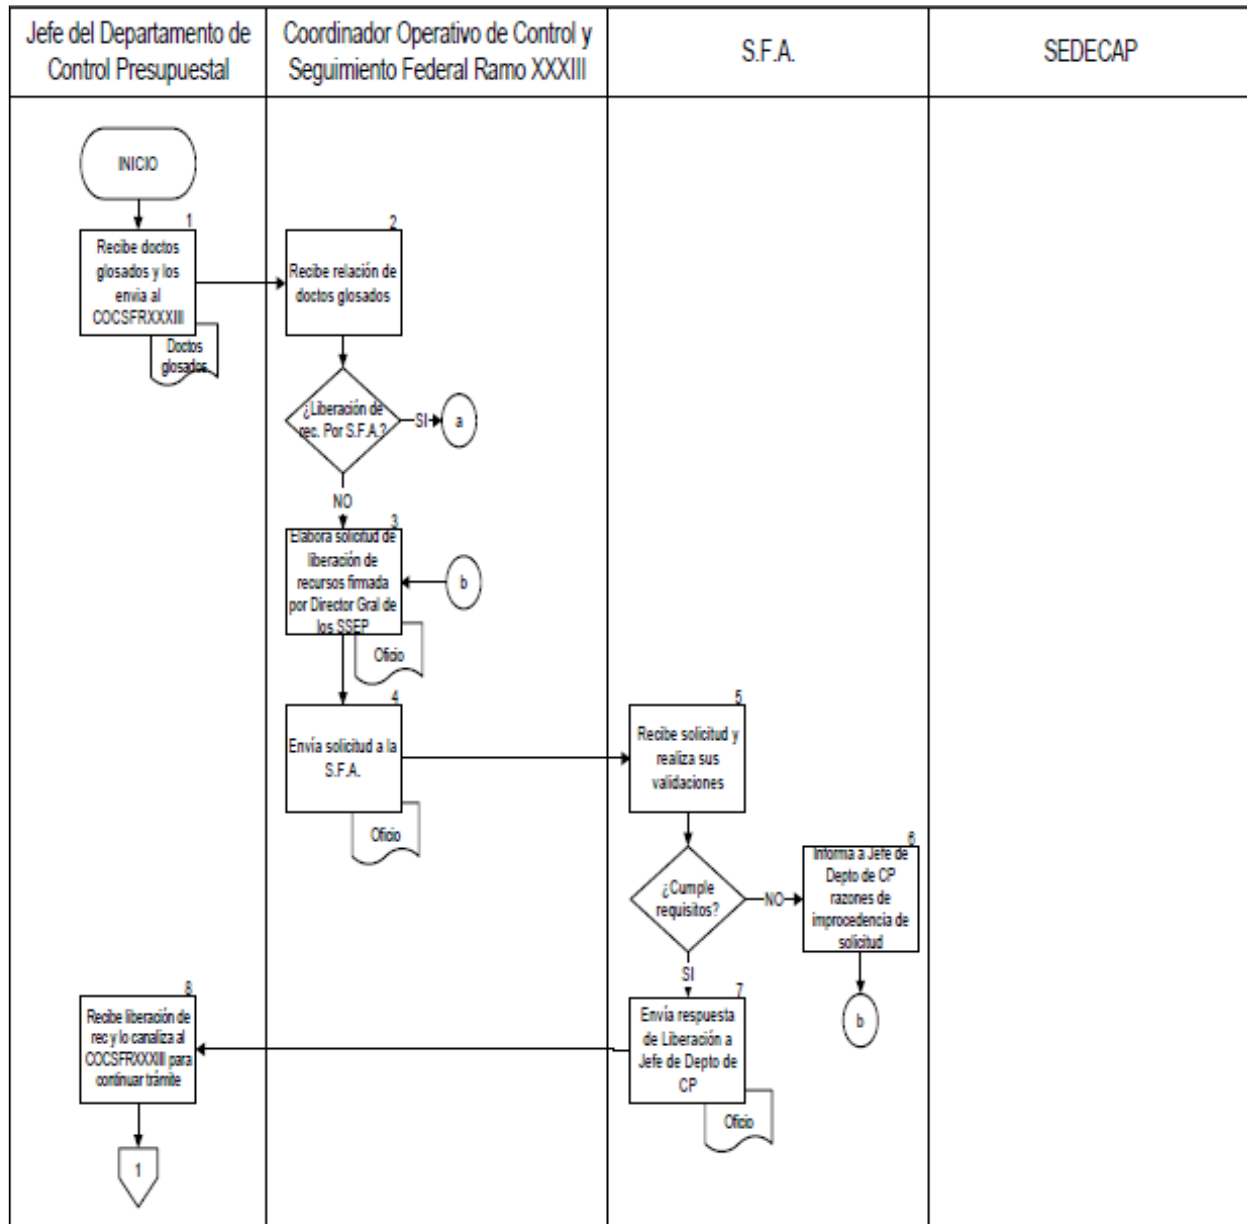 Jefe del Departamento de
Control Presupuestal
Coordinador Operativo de Control y
Seguimiento Federal Ramo XXXIII
S.F.A.
SEDECAP
INICIO
1
Recibe doctos
glosados y los
envia al
COCSFRXXXIII
Doctos
glosados
2
Recibe relación de
doctos glosados
¿Liberación de
rec. Por S.F.A.?
SI
a
NO
3
Elabora solicitud de
liberación de
recursos firmada
por Director Gral de
los SSEP
b
Oficio
4
Envía solicitud a la
S.F.A.
Oficio
5
Recibe solicitud y
realiza sus
validaciones
¿Cumple
requisitos?
NO
6
Informa a Jefe de
Depto de CP
razones de
improcedencia de
solicitud
b
SI
7
Envía respuesta
de Liberación a
Jefe de Depto de
CP
Oficio
8
Recibe liberación de
rec y lo canaliza al
COCSFRXXXIII para
continuar trámite
1